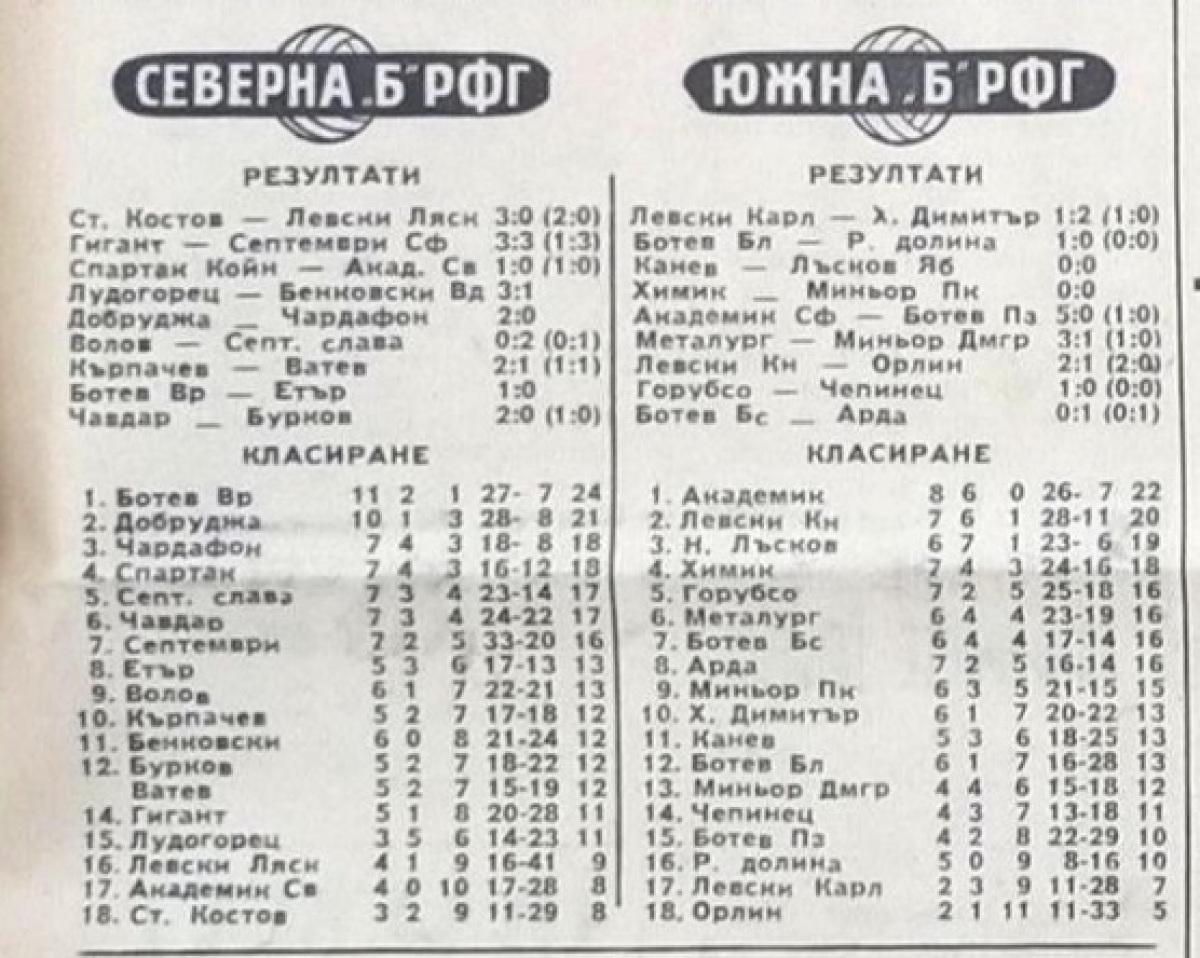 СЕВЕРНА „Б" РФГ
РЕЗУЛТАТИ
Ст. Костов — Левски Ляск 3:0 (2:0)
Гигант — Септември Сф 3:3 (1:3)
Спартак Койн — Акад. Св 1:0 (1:0)
Лудогорец — Бенковски Вд 3:1
Добруджа — Чардафон 2:0
Волов — Септ. слава 0:2 (0:1)
Кърпачев — Ватев 2:1 (1:1)
Ботев Вр — Етър 1:0
Чавдар — Бурков 2:0 (1:0)
КЛАСИРАНЕ
1. Ботев Вр 11 2 1 27- 7 24
2. Добруджа 10 1 3 28- 8 21
3. Чардафон 7 4 3 18- 8 18
4. Спартак 7 4 3 16-12 18
5. Септ. слава 7 3 4 23-14 17
6. Чавдар 7 3 4 24-22 17
7. Септември 7 2 5 33-20 16
8. Етър 5 3 6 17-13 13
9. Волов 6 1 7 22-21 13
10. Кърпачев 5 2 7 17-18 12
11. Бенковски 6 0 8 21-24 12
12. Бурков 5 2 7 18-22 12
Ватев 5 2 7 15-19 12
14. Гигант 5 1 8 20-28 11
15. Лудогорец 3 5 6 14-23 11
16. Левски Ляск 4 1 9 16-41 9
17. Академик Св 4 0 10 17-28 8
18. Ст. Костов 3 2 9 11-29 8
ЮЖНА „Б" РФГ
РЕЗУЛТАТИ
Левски Карл — Х. Димитър 1:2 (1:0)
Ботев Бл — Р. долина 1:0 (0:0)
Канев — Лъсков Яб 0:0
Химик — Миньор Пк 0:0
Академик Сф — Ботев Пз 5:0 (1:0)
Металург — Миньор Дмгр 3:1 (1:0)
Левски Кн — Орлин 2:1 (2:0)
Горубсо — Чепинец 1:0 (0:0)
Ботев Бс — Арда 0:1 (0:1)
КЛАСИРАНЕ
1. Академик 8 6 0 26- 7 22
2. Левски Кн 7 6 1 28-11 20
3. Н. Лъсков 6 7 1 23- 6 19
4. Химик 7 4 3 24-16 18
5. Горубсо 7 2 5 25-18 16
6. Металург 6 4 4 23-19 16
7. Ботев Бс 6 4 4 17-14 16
8. Арда 7 2 5 16-14 16
9. Миньор Пк 6 3 5 21-15 15
10. Х. Димитър 6 1 7 20-22 13
11. Канев 5 3 6 18-25 13
12. Ботев Бл 6 1 7 16-28 13
13. Миньор Дмгр 4 4 6 15-18 12
14. Чепинец 4 3 7 13-18 11
15. Ботев Пз 4 2 8 22-29 10
16. Р. долина 5 0 9 8-16 10
17. Левски Карл 2 3 9 11-28 7
18. Орлин 2 1 11 11-33 5